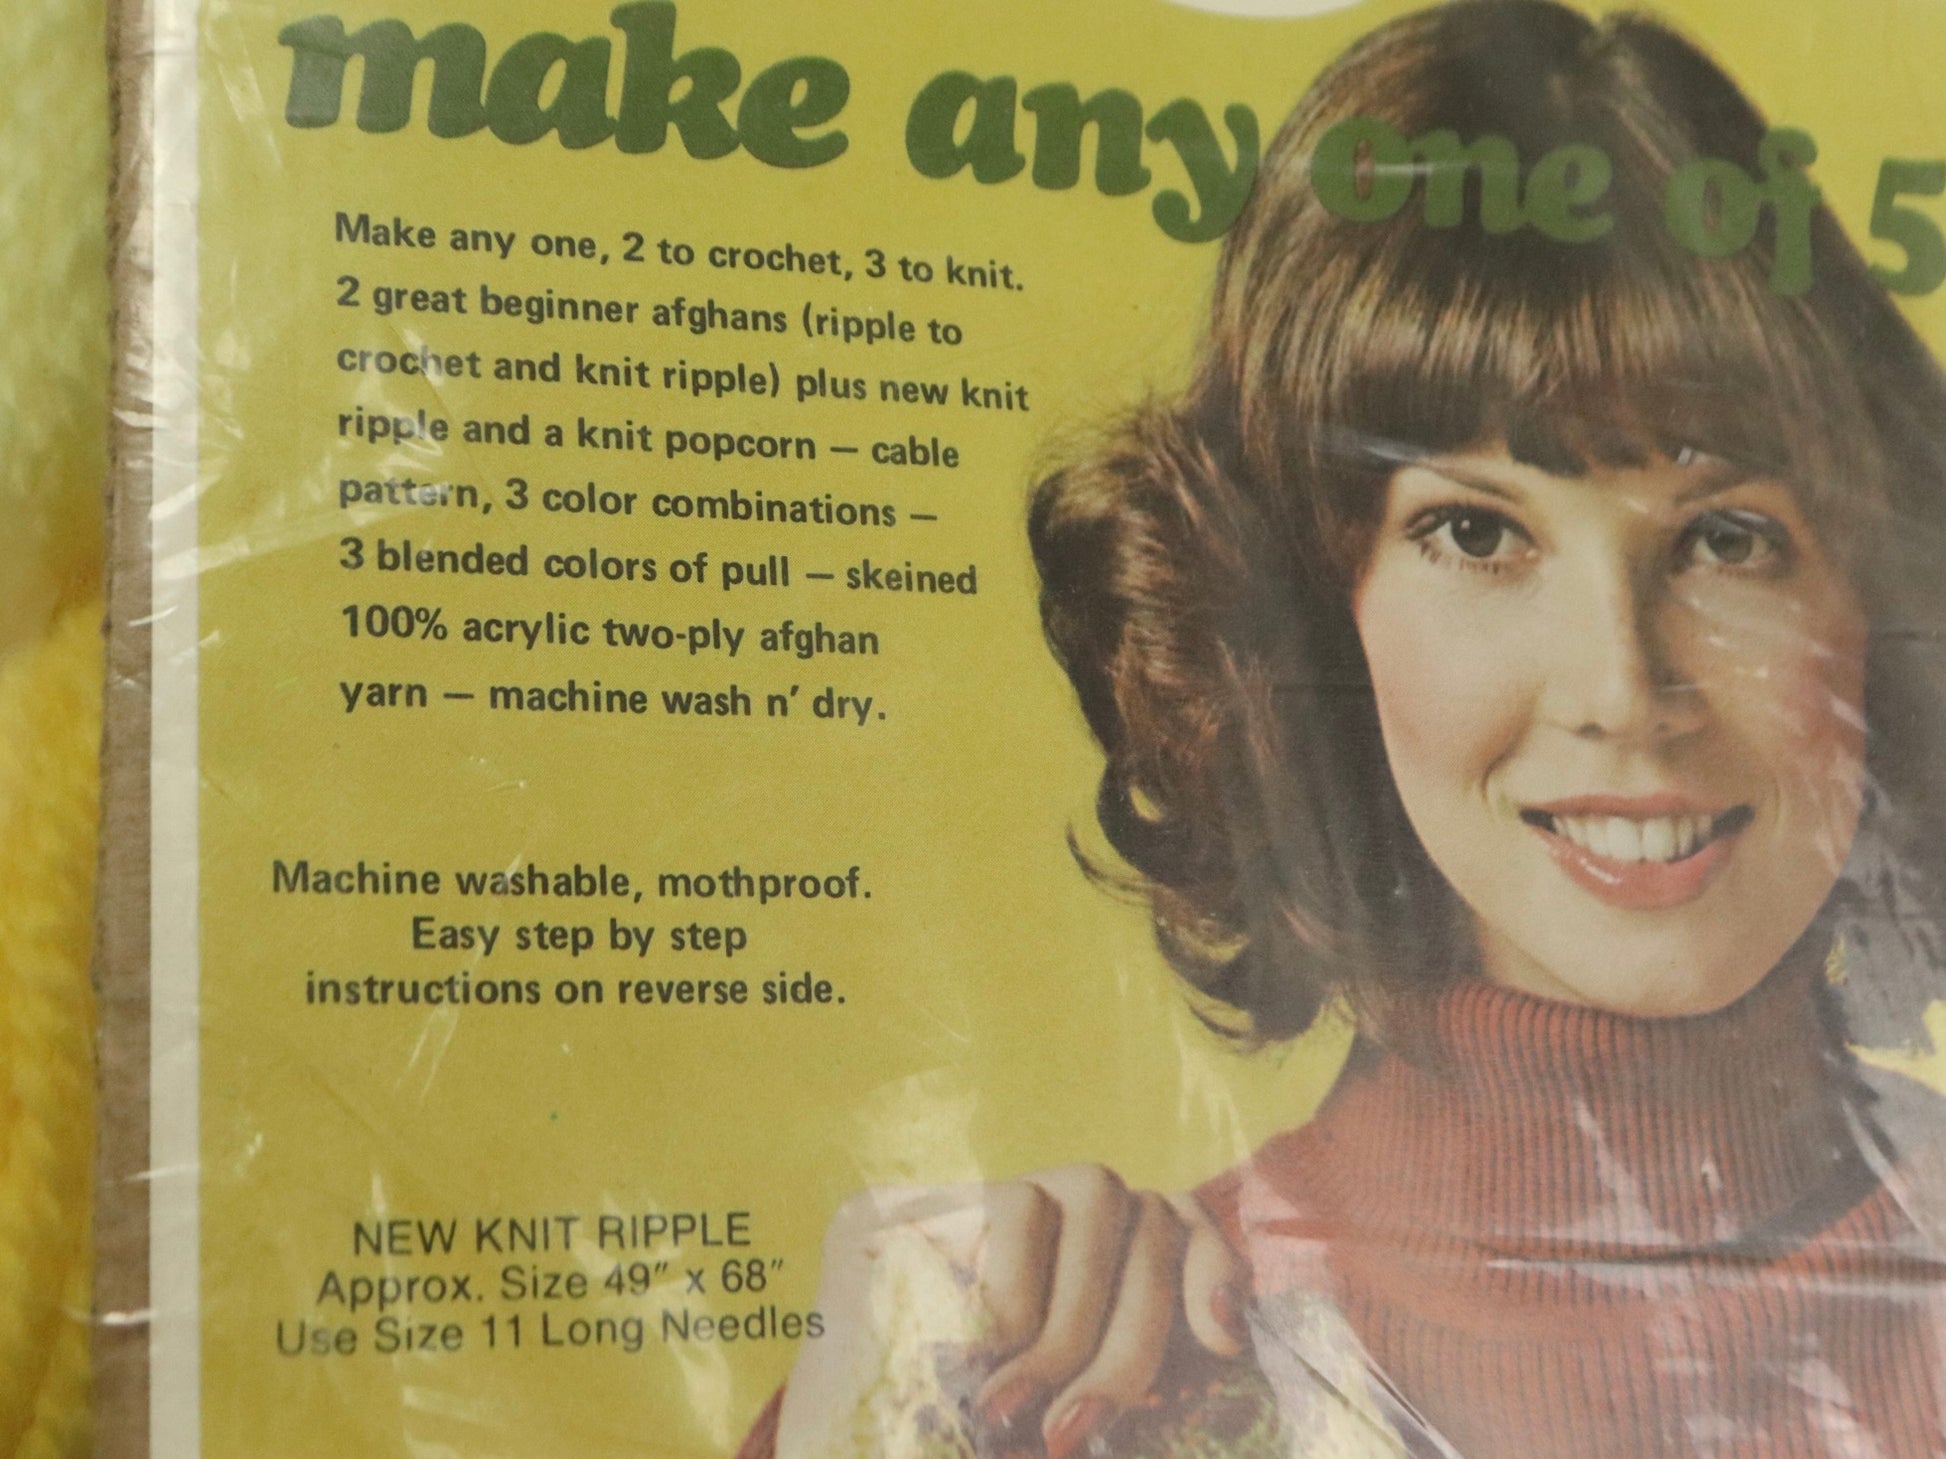 make any one of 5
Make any one, 2 to crochet, 3 to knit.
2 great beginner afghans (ripple to
crochet and knit ripple) plus new knit
ripple and a knit popcorn — cable
pattern, 3 color combinations —
3 blended colors of pull — skeined
100% acrylic two-ply afghan
yarn — machine wash n’ dry.
Machine washable, mothproof.
Easy step by step
instructions on reverse side.
NEW KNIT RIPPLE
Approx. Size 49″ x 68″
Use Size 11 Long Needles